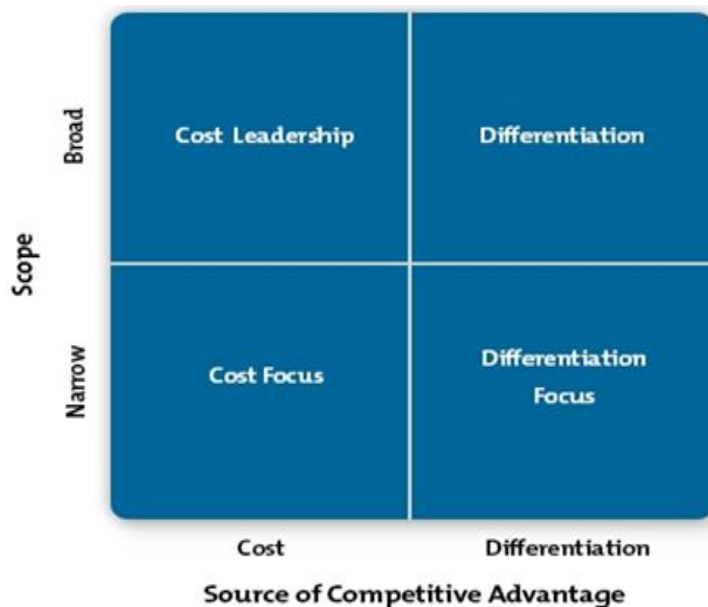 Broad
Cost Leadership
Differentiation
Scope
Narrow
Cost Focus
Differentiation
Focus
Cost
Differentiation
Source of Competitive Advantage